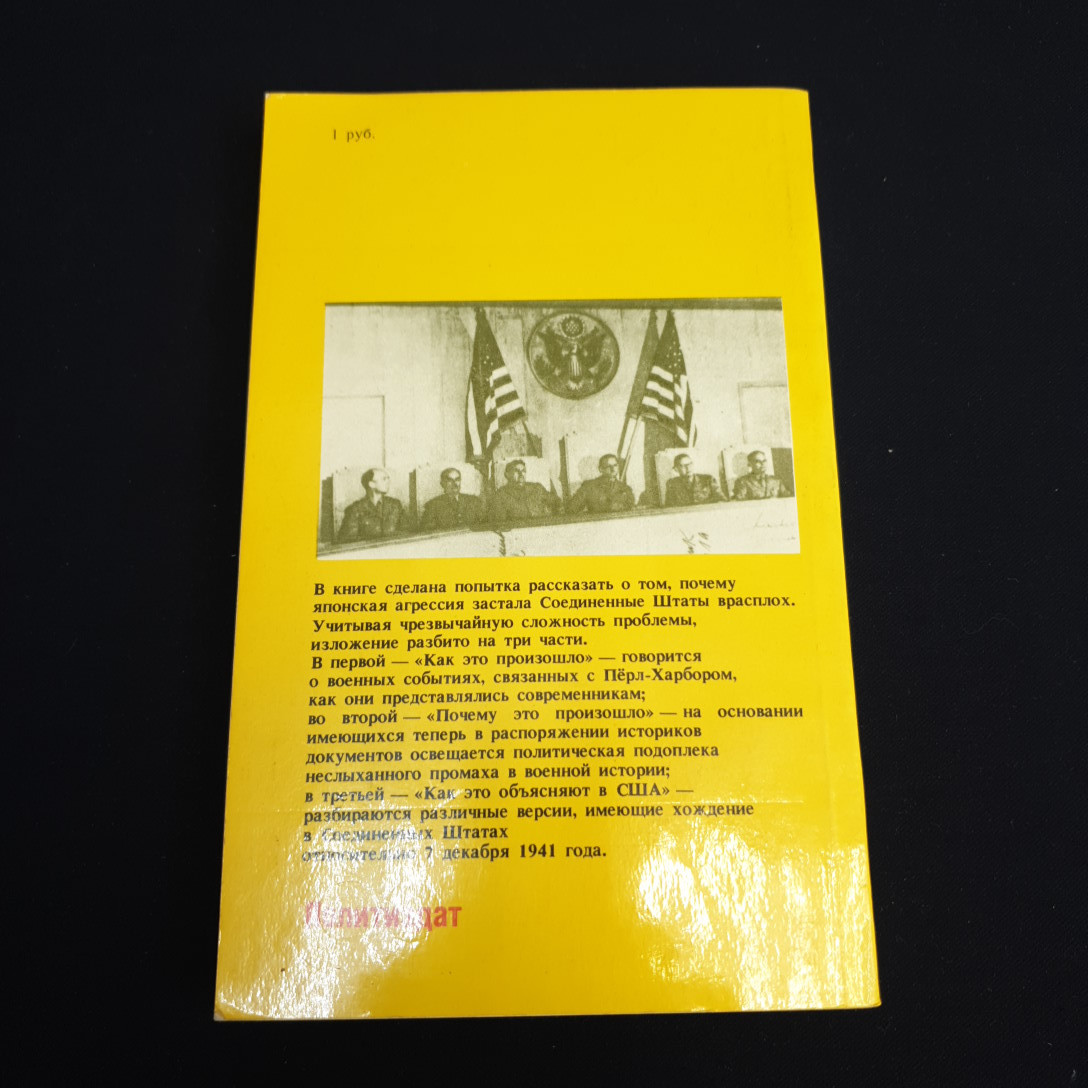 1 руб.
В книге сделана попытка рассказать о том, почему
японская агрессия застала Соединенные Штаты врасплох.
Учитывая чрезвычайную сложность проблемы,
изложение разбито на три части.
В первой — «Как это произошло» — говорится
о военных событиях, связанных с Пёрл-Харбором,
как они представлялись современникам;
во второй — «Почему это произошло» — на основании
имеющихся теперь в распоряжении историков
документов освещается политическая подоплека
неслыханного промаха в военной истории;
в третьей — «Как это объясняют в США» —
разбираются различные версии, имеющие хождение
в Соединенных Штатах
относительно 7 декабря 1941 года.
Политиздат